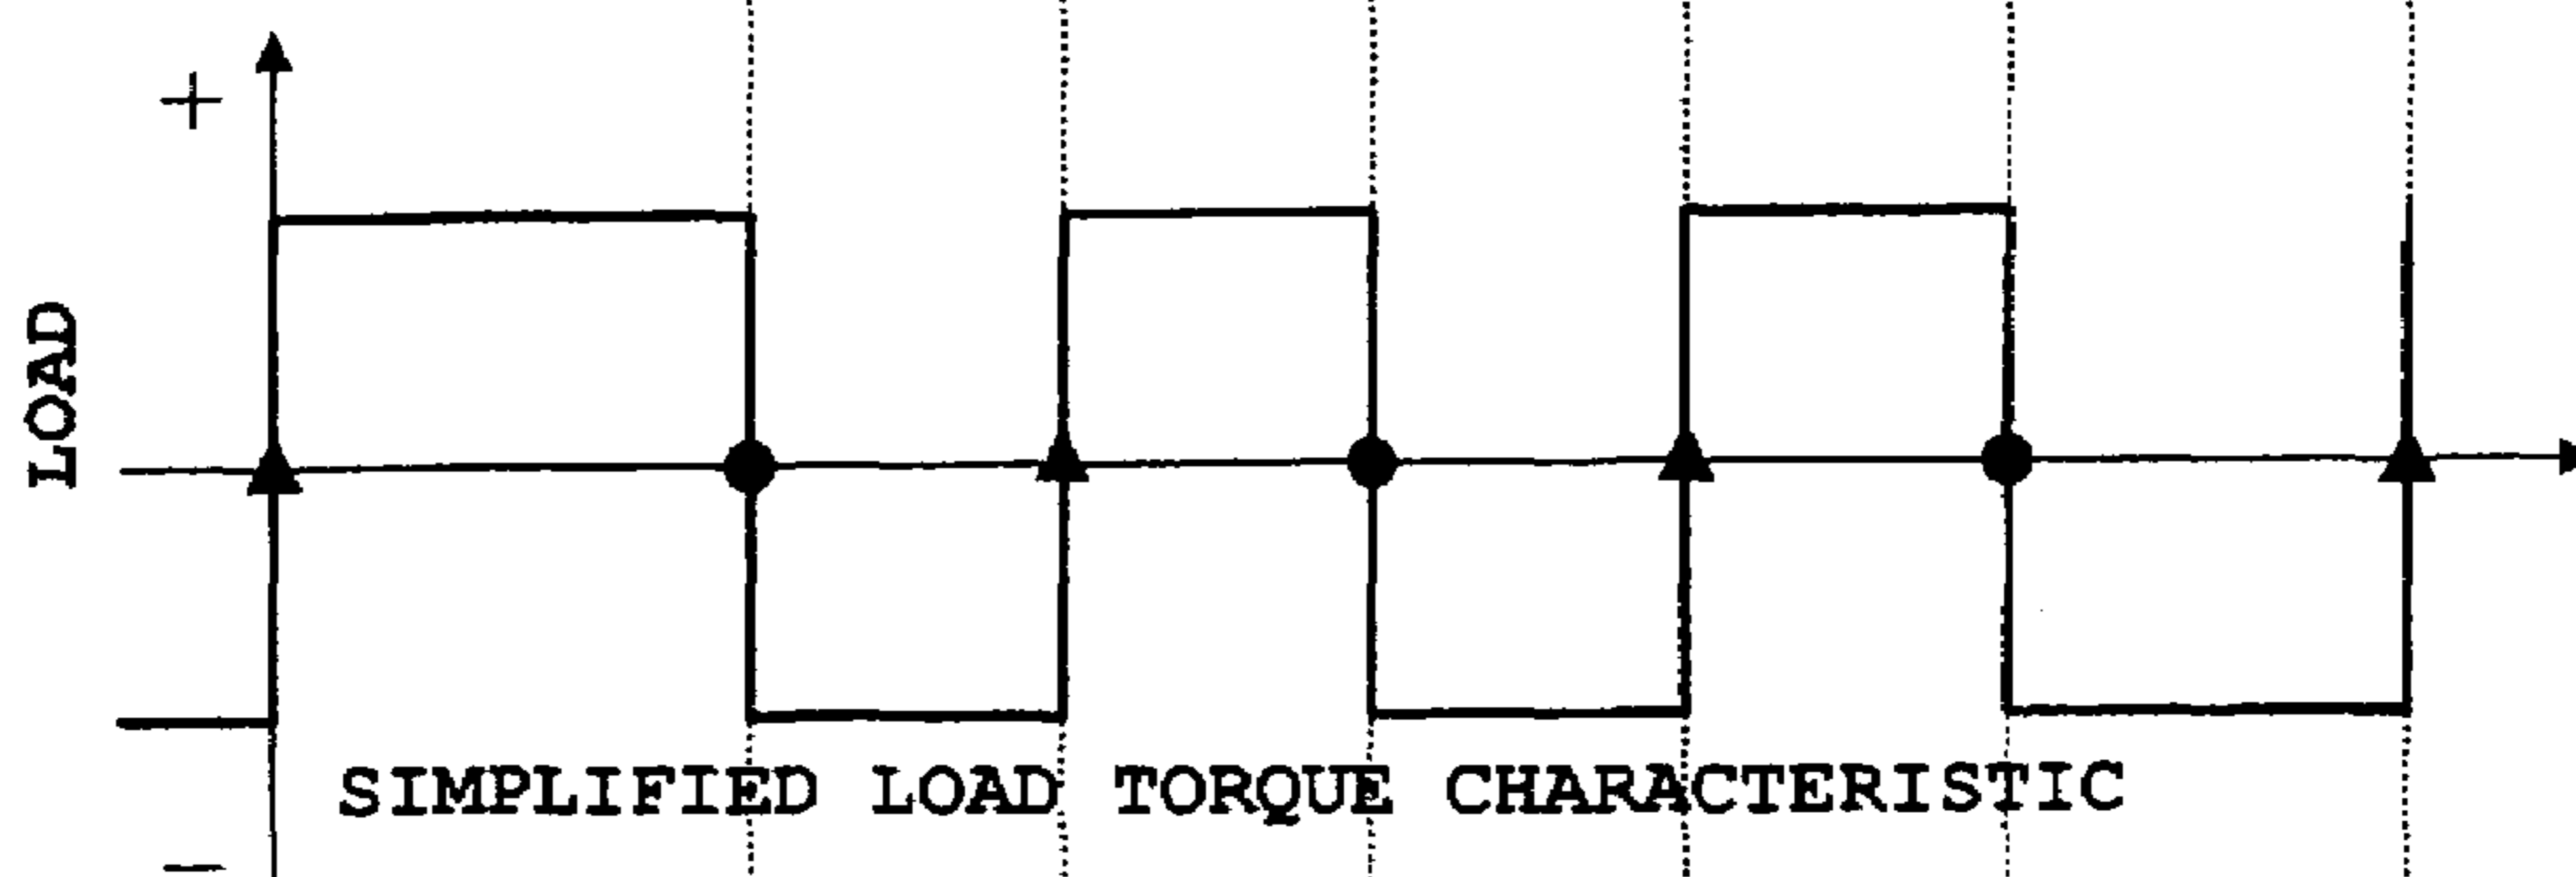 +
LOAD
SIMPLIFIED LOAD TORQUE CHARACTERISTIC
−